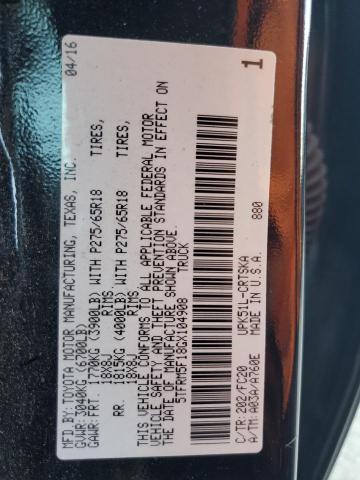 MFD.BY: TOYOTA MOTOR MANUFACTURING, TEXAS, INC. 04/16
GVWR: 3040KG (6700LB)
GAWR: FRT. 1770KG (3900LB) WITH P275/65R18 TIRES,
18X8J RIMS,
RR. 1815KG (4000LB) WITH P275/65R18 TIRES,
18X8J RIMS
THIS VEHICLE CONFORMS TO ALL APPLICABLE FEDERAL MOTOR
VEHICLE SAFETY AND THEFT PREVENTION STANDARDS IN EFFECT ON
THE DATE OF MANUFACTURE SHOWN ABOVE.
5TFRM5F18GX104908 TRUCK
C/TR: 202/FC20 UPK51L-CRTSKA 880
A/TM: A03A/A760E MADE IN U.S.A.
1